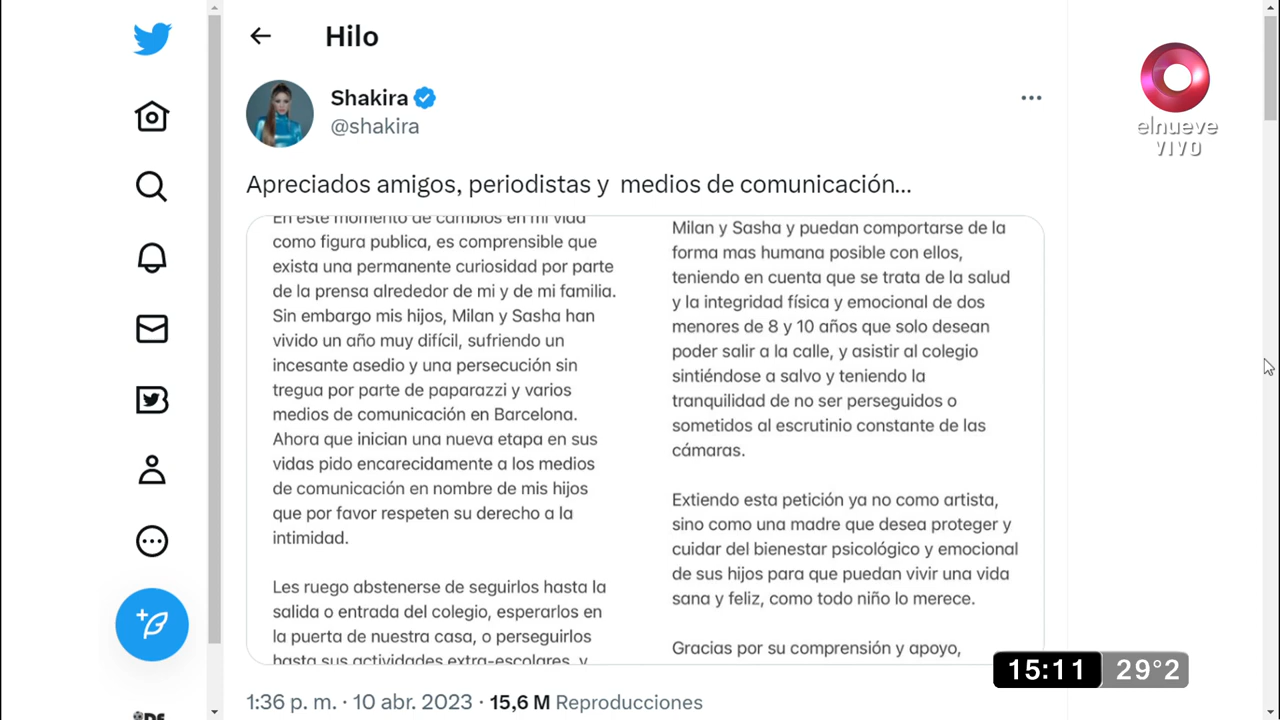 Hilo
Shakira
@shakira
Apreciados amigos, periodistas y medios de comunicación...
En este momento de cambios en mi vida
como figura publica, es comprensible que
exista una permanente curiosidad por parte
de la prensa alrededor de mi y de mi familia.
Sin embargo mis hijos, Milan y Sasha han
vivido un año muy difícil, sufriendo un
incesante asedio y una persecución sin
tregua por parte de paparazzi y varios
medios de comunicación en Barcelona.
Ahora que inician una nueva etapa en sus
vidas pido encarecidamente a los medios
de comunicación en nombre de mis hijos
que por favor respeten su derecho a la
intimidad.
Les ruego abstenerse de seguirlos hasta la
salida o entrada del colegio, esperarlos en
la puerta de nuestra casa, o perseguirlos
hasta sus actividades extra-escolares, y
Milan y Sasha y puedan comportarse de la
forma mas humana posible con ellos,
teniendo en cuenta que se trata de la salud
y la integridad física y emocional de dos
menores de 8 y 10 años que solo desean
poder salir a la calle, y asistir al colegio
sintiéndose a salvo y teniendo la
tranquilidad de no ser perseguidos o
sometidos al escrutinio constante de las
cámaras.
Extiendo esta petición ya no como artista,
sino como una madre que desea proteger y
cuidar del bienestar psicológico y emocional
de sus hijos para que puedan vivir una vida
sana y feliz, como todo niño lo merece.
Gracias por su comprensión y apoyo,
1:36 p. m. · 10 abr. 2023 · 15,6 M Reproducciones
elnueve
VIVO
15:11 29°2